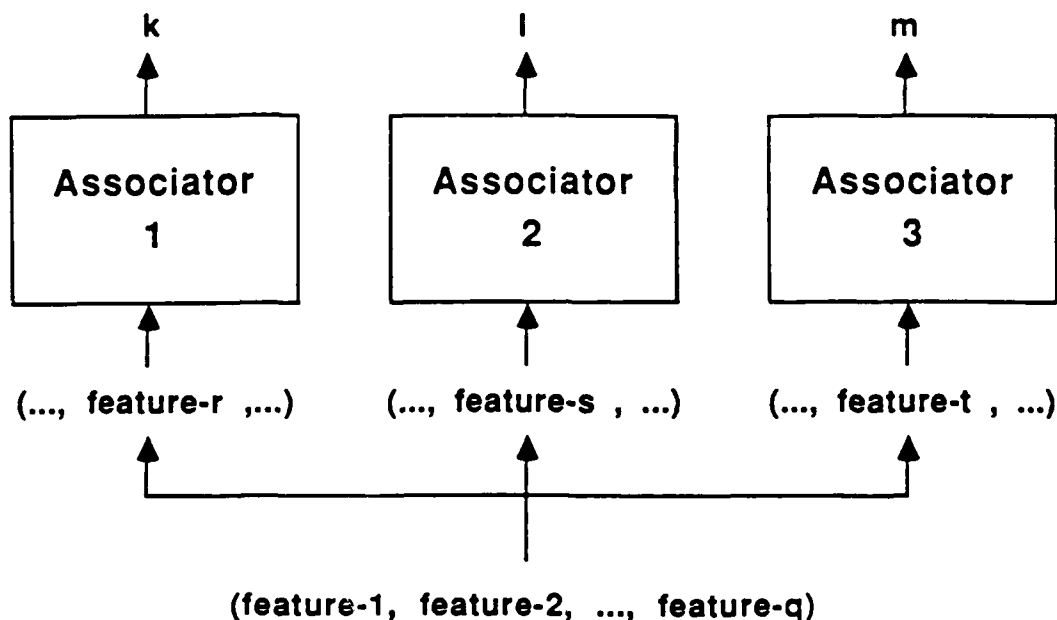 k l m
Associator Associator Associator
1 2 3
(..., feature-r ,...) (..., feature-s , ...) (..., feature-t , ...)
(feature-1, feature-2, ..., feature-q)